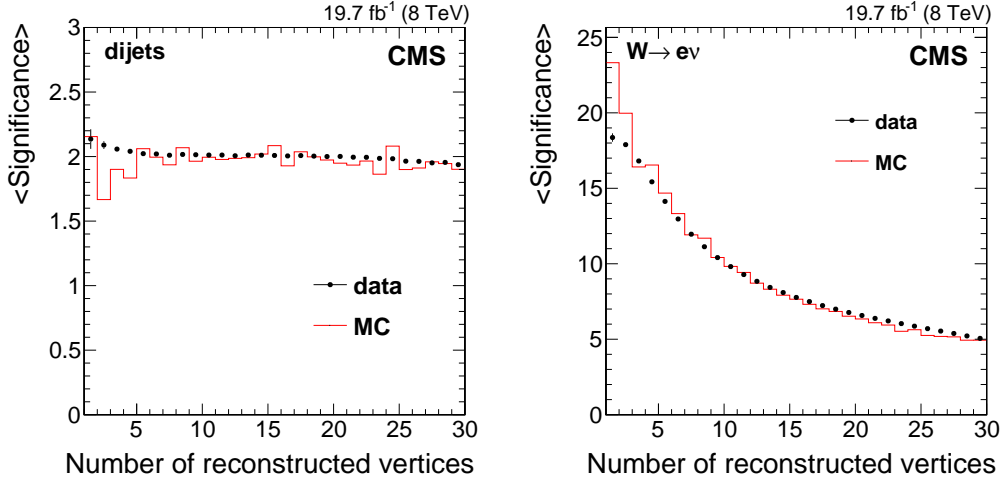 19.7 fb⁻¹ (8 TeV)
dijets
CMS
<Significance>
3
2.5
2
1.5
1
0.5
0
data
MC
5 10 15 20 25 30
Number of reconstructed vertices
19.7 fb⁻¹ (8 TeV)
W→ eν
CMS
<Significance>
25
20
15
10
5
0
data
MC
5 10 15 20 25 30
Number of reconstructed vertices